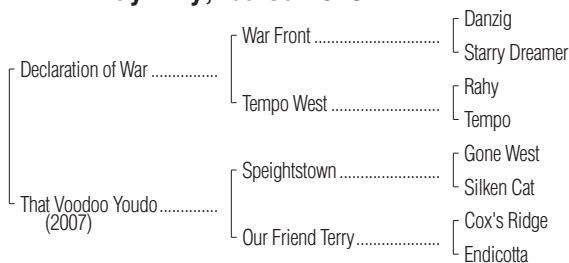 Danzig
War Front
Starry Dreamer
Declaration of War
Rahy
Tempo West
Tempo
Gone West
Speightstown
Silken Cat
That Voodoo Youdo
(2007)
Cox's Ridge
Our Friend Terry
Endicotta